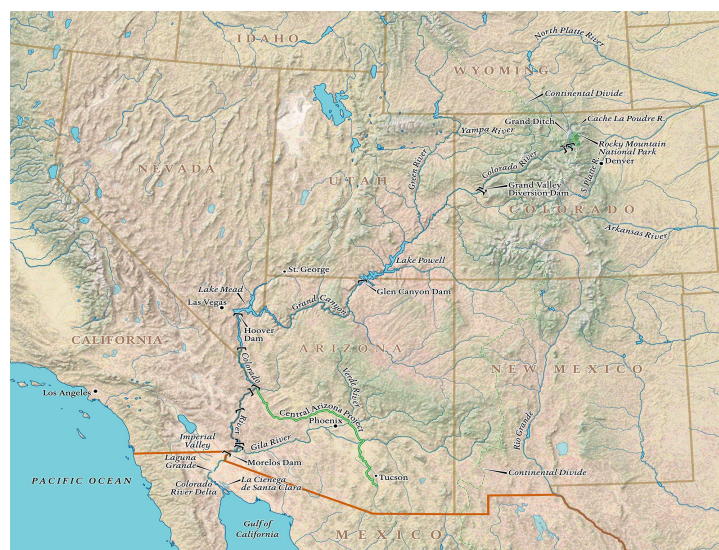 IDAHO
North Platte River
WYOMING
Continental Divide
Grand Ditch
Cache La Poudre R.
Yampa River
Rocky Mountain
National Park
Denver
S Platte R.
NEVADA
UTAH
Green River
Colorado River
Grand Valley
Diversion Dam
COLORADO
Arkansas River
Lake Powell
St. George
Lake Mead
Las Vegas
Grand Canyon
Glen Canyon Dam
Hoover
Dam
CALIFORNIA
ARIZONA
Colorado
River
NEW MEXICO
Verde River
Los Angeles
Central Arizona Project
Phoenix
Rio Grande
Imperial
Valley
Gila River
Laguna
Grande
Morelos Dam
Tucson
Continental Divide
PACIFIC OCEAN
Colorado
River Delta
La Cienega
de Santa Clara
Gulf of
California
MEXICO